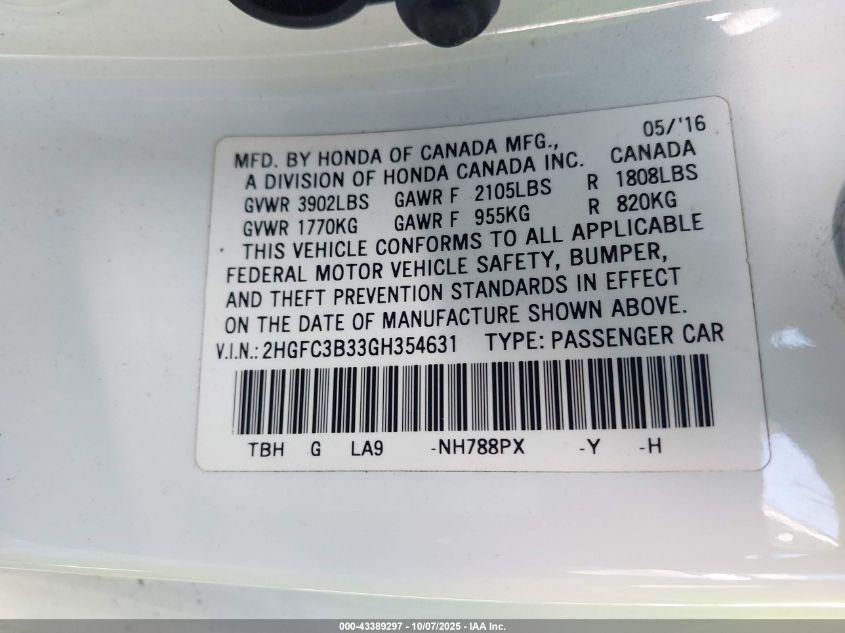 05/'16
MFD. BY HONDA OF CANADA MFG.,
A DIVISION OF HONDA CANADA INC. CANADA
GVWR 3902LBS GAWR F 2105LBS R 1808LBS
GVWR 1770KG GAWR F 955KG R 820KG
THIS VEHICLE CONFORMS TO ALL APPLICABLE
FEDERAL MOTOR VEHICLE SAFETY, BUMPER,
AND THEFT PREVENTION STANDARDS IN EFFECT
ON THE DATE OF MANUFACTURE SHOWN ABOVE.
V.I.N.: 2HGFC3B33GH354631 TYPE: PASSENGER CAR
TBH G LA9 -NH788PX -Y -H
000-43389297 - 10/07/2025 - IAA Inc.